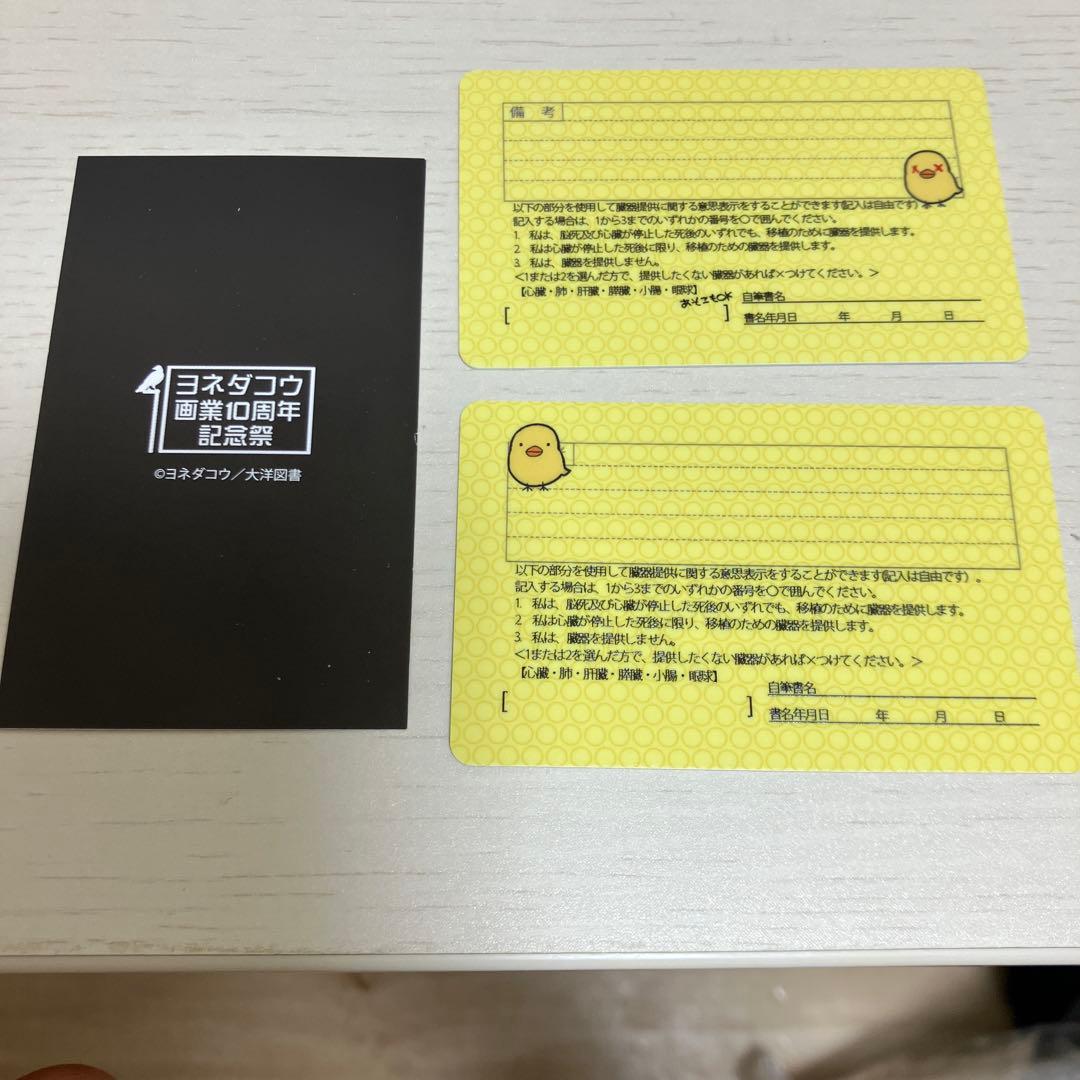 ヨネダコウ
画業10周年
記念祭
©ヨネダコウ／大洋図書
備 考
以下の部分を使用して臓器提供に関する意思表示をすることができます(記入は自由です)
記入する場合は、1から3までのいずれかの番号を〇で囲んでください。
1. 私は、脳死及び心臓が停止した死後のいずれでも、移植のために臓器を提供します。
2. 私は心臓が停止した死後に限り、移植のための臓器を提供します。
3. 私は、臓器を提供しません。
<1または2を選んだ方で、提供したくない臓器があれば×つけてください。>
【心臓・肺・肝臓・膵臓・小腸・眼球】
あそこもOK
[ ]
自筆書名
書名年月日 年 月 日
以下の部分を使用して臓器提供に関する意思表示をすることができます(記入は自由です)。
記入する場合は、1から3までのいずれかの番号を〇で囲んでください。
1. 私は、脳死及び心臓が停止した死後のいずれでも、移植のために臓器を提供します。
2. 私は心臓が停止した死後に限り、移植のための臓器を提供します。
3. 私は、臓器を提供しません。
<1または2を選んだ方で、提供したくない臓器があれば×つけてください。>
【心臓・肺・肝臓・膵臓・小腸・眼球】
[ ]
自筆書名
書名年月日 年 月 日